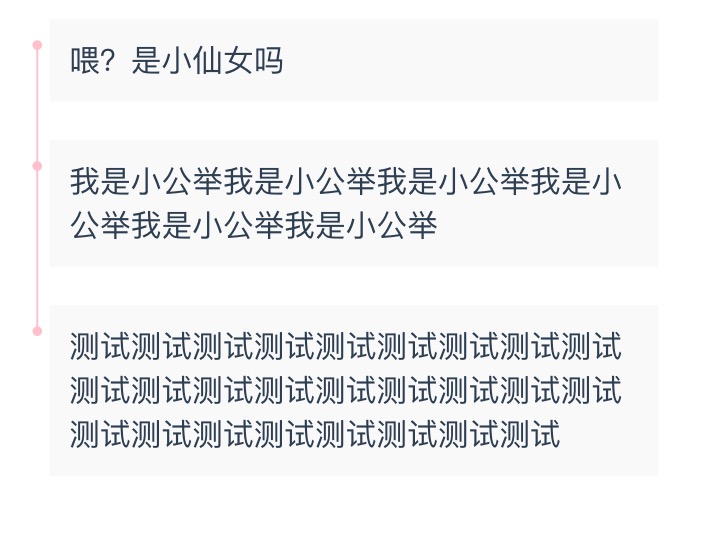 喂？是小仙女吗
我是小公举我是小公举我是小公举我是小
公举我是小公举我是小公举
测试测试测试测试测试测试测试测试测试
测试测试测试测试测试测试测试测试测试
测试测试测试测试测试测试测试测试